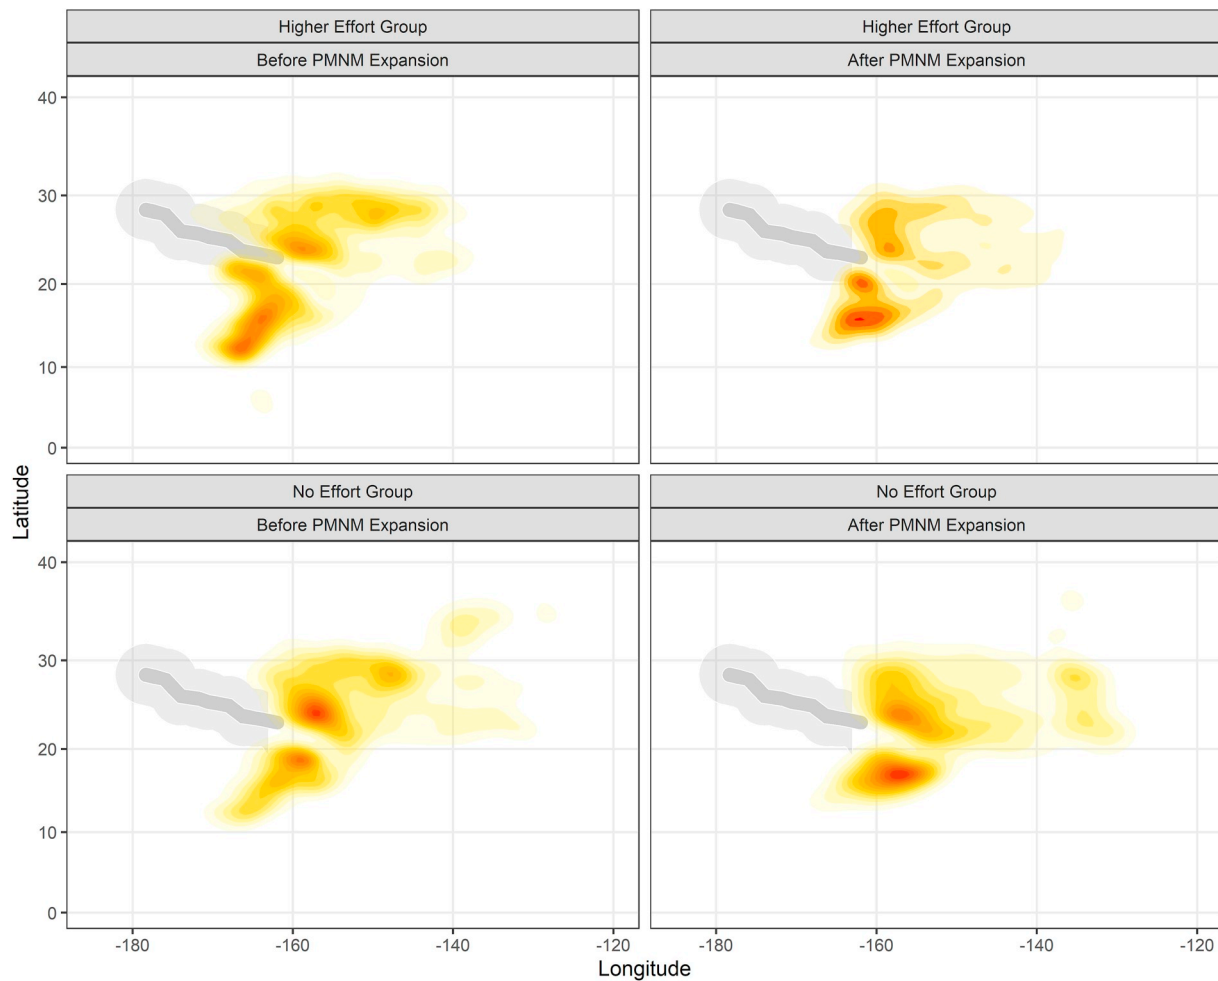 Higher Effort Group
Higher Effort Group
Before PMNM Expansion
After PMNM Expansion
40
30
20
10
0
No Effort Group
No Effort Group
Before PMNM Expansion
After PMNM Expansion
40
30
20
10
0
-180
-160
-140
-120
-180
-160
-140
-120
Longitude
Latitude